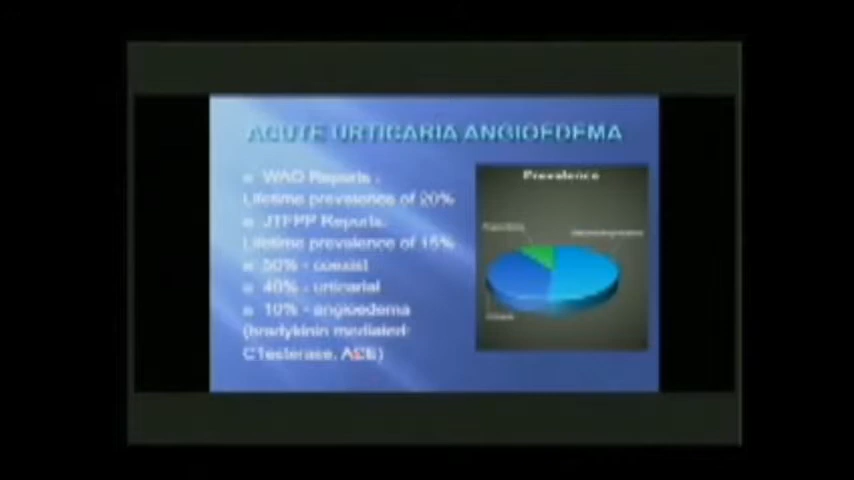 ACUTE URTICARIA ANGIOEDEMA
WAO Reports.
Lifetime prevalence of 20%
JTFPP Reports.
Lifetime prevalence of 15%
50% - coexist
40% - urticarial
10% - angioedema
(bradykinin mediated:
C1esterase, ACE)
Prevalence